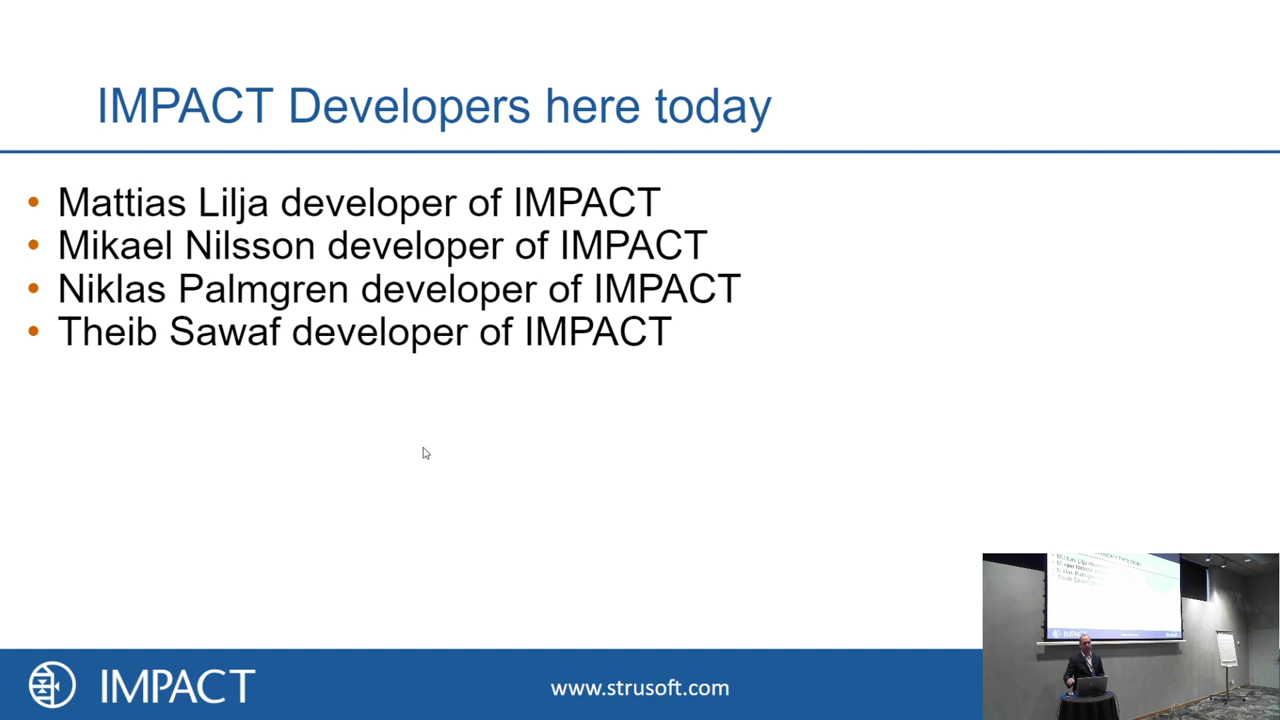 IMPACT Developers here today
• Mattias Lilja developer of IMPACT
• Mikael Nilsson developer of IMPACT
• Niklas Palmgren developer of IMPACT
• Theib Sawaf developer of IMPACT
IMPACT
www.strusoft.com